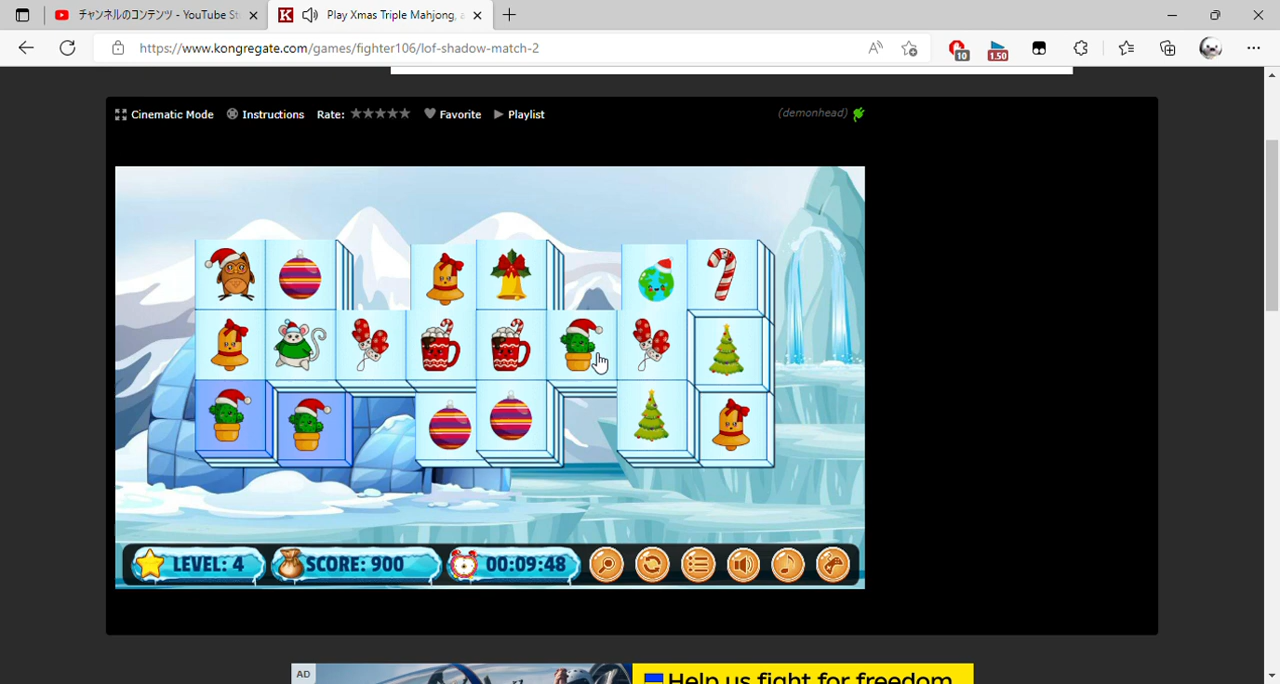 チャンネルのコンテンツ - YouTube St
Play Xmas Triple Mahjong, a
https://www.kongregate.com/games/fighter106/lof-shadow-match-2
10
1.50
Cinematic Mode Instructions Rate: Favorite Playlist (demonhead)
LEVEL: 4 SCORE: 900 00:09:48
AD
Help us fight for freedom